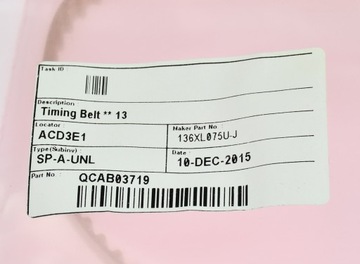 Task ID
Description
Timing Belt ** 13
Locator
ACD3E1
Maker Part No
136XL075U-J
Type(Subinv)
SP-A-UNL
Date
10-DEC-2015
Part No
QCAB03719